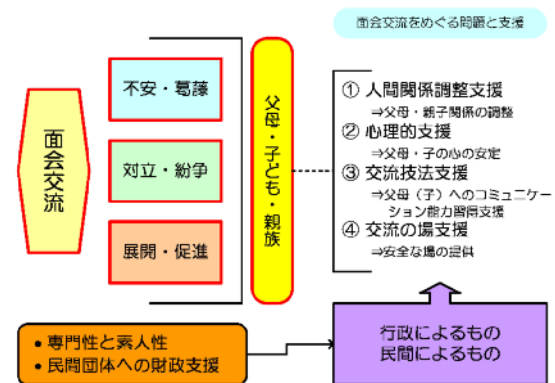 面会交流をめぐる問題と支援
面会交流
不安・葛藤
対立・紛争
展開・促進
父母・子ども・親族
① 人間関係調整支援
⇒父母・親子関係の調整
② 心理的支援
⇒父母・子の心の安定
③ 交流技法支援
⇒父母（子）へのコミュニケー
ション能力習得支援
④ 交流の場支援
⇒安全な場の提供
• 専門性と素人性
• 民間団体への財政支援
行政によるもの
民間によるもの